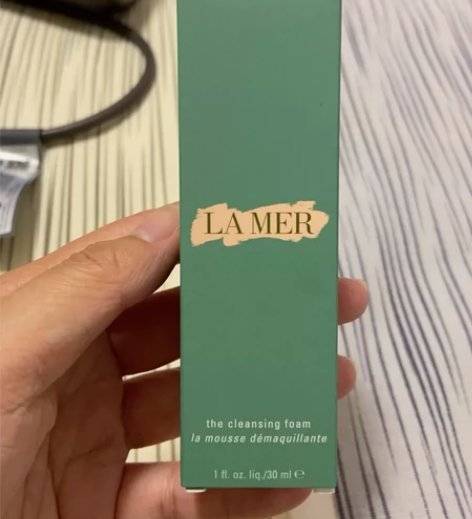 LA MER
the cleansing foam
la mousse démaquillante
1 fl. oz. liq./30 ml ℮